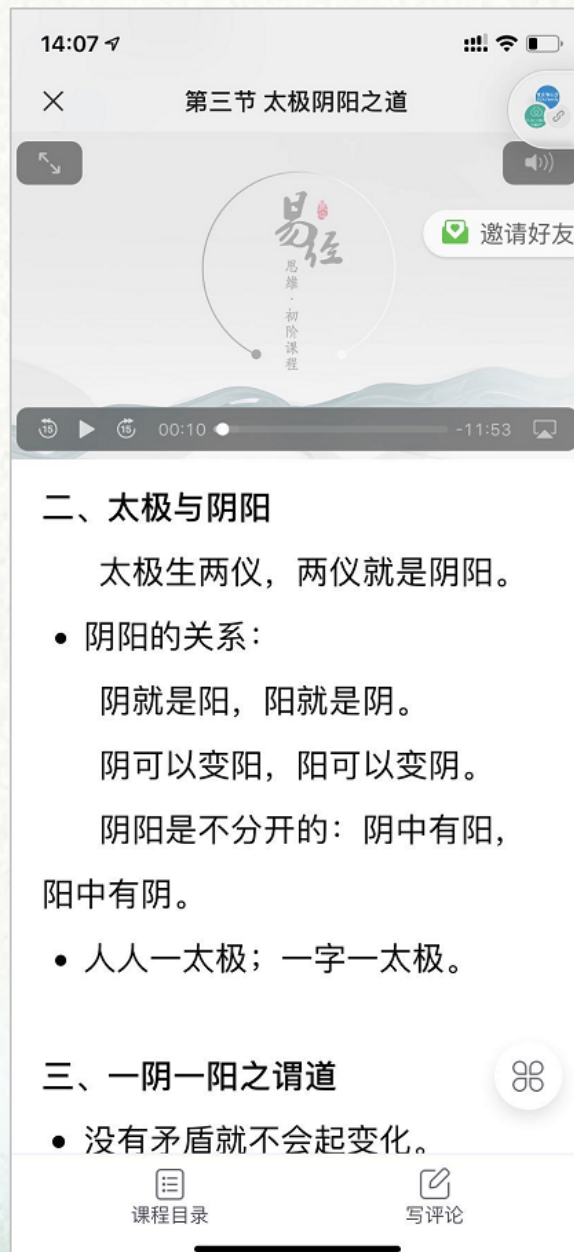 14:07
第三节 太极阴阳之道
易经
思维·初阶课程
邀请好友
15
15
00:10
-11:53
二、太极与阴阳
太极生两仪，两仪就是阴阳。
• 阴阳的关系：
阴就是阳，阳就是阴。
阴可以变阳，阳可以变阴。
阴阳是不分开的：阴中有阳，
阳中有阴。
• 人人一太极；一字一太极。
三、一阴一阳之谓道
• 没有矛盾就不会起变化。
课程目录
写评论